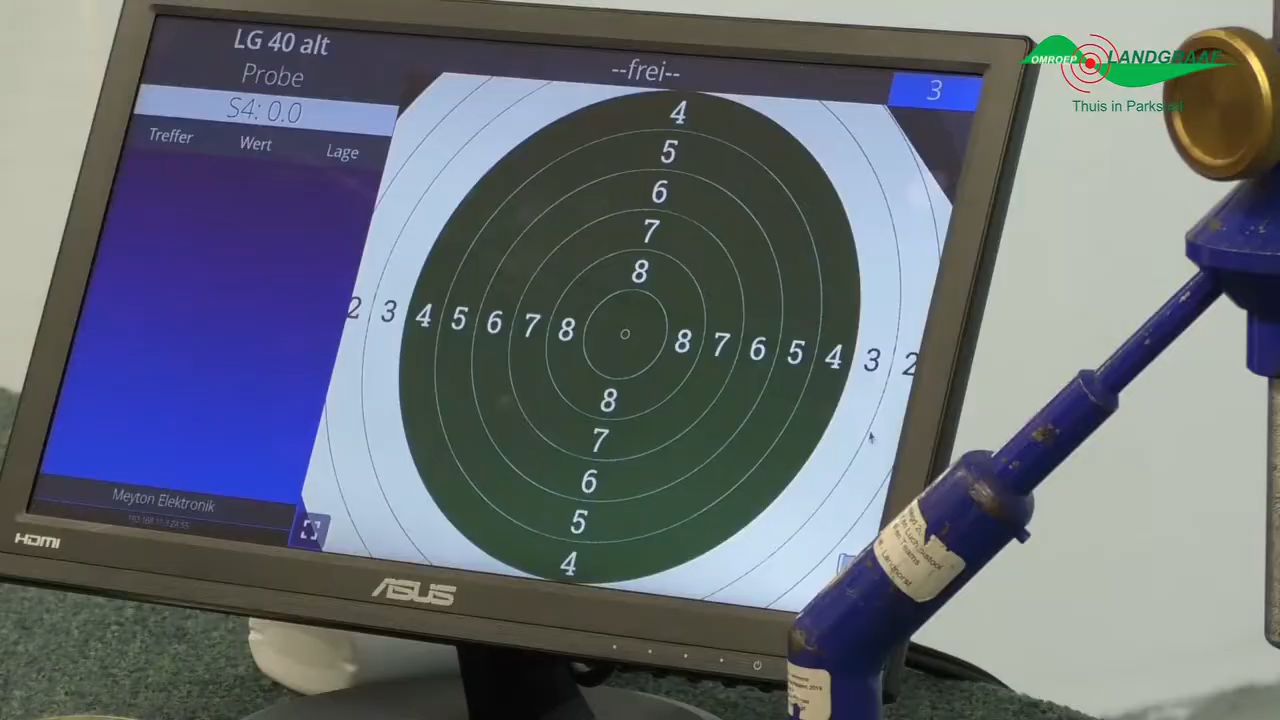 LG 40 alt
Probe
S4: 0.0
Treffer Wert Lage
--frei--
3
4
5
6
7
8
2 3 4 5 6 7 8 8 7 6 5 4 3 2
8
7
6
5
4
Meyton Elektronik
HDMI
ASUS
OMROEP LANDGRAAF
Thuis in Parkstad